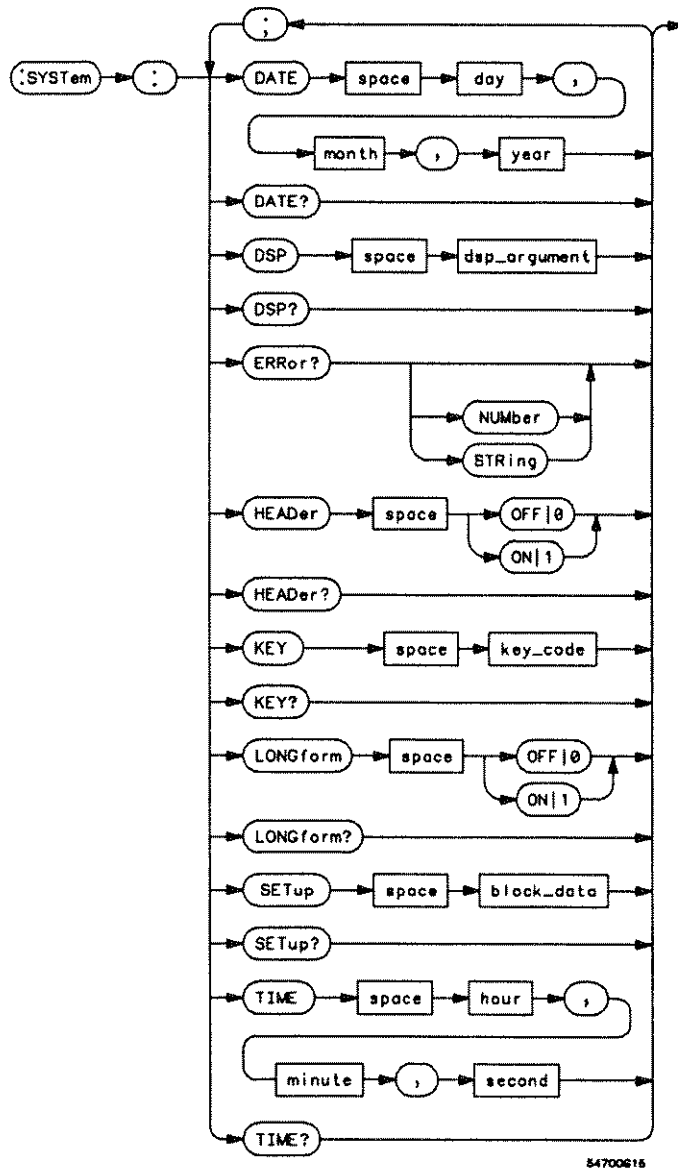 ;
:SYSTem : DATE space day ,
month , year
DATE?
DSP space dsp_argument
DSP?
ERRor?
NUMber
STRing
HEADer space OFF|0
ON|1
HEADer?
KEY space key_code
KEY?
LONGform space OFF|0
ON|1
LONGform?
SETup space block_data
SETup?
TIME space hour ,
minute , second
TIME?
54700615